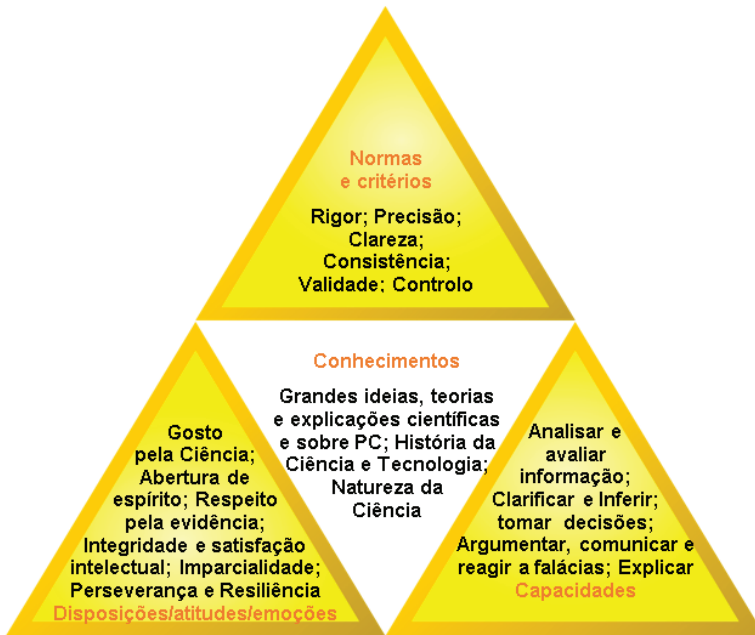 Normas
e critérios
Rigor; Precisão;
Clareza;
Consistência;
Validade; Controlo
Conhecimentos
Grandes ideias, teorias
e explicações científicas
e sobre PC; História da
Ciência e Tecnologia;
Natureza da
Ciência
Gosto
pela Ciência;
Abertura de
espírito; Respeito
pela evidência;
Integridade e satisfação
intelectual; Imparcialidade;
Perseverança e Resiliência
Disposições/atitudes/emoções
Analisar e
avaliar
informação;
Clarificar e Inferir;
tomar decisões;
Argumentar, comunicar e
reagir a falácias; Explicar
Capacidades